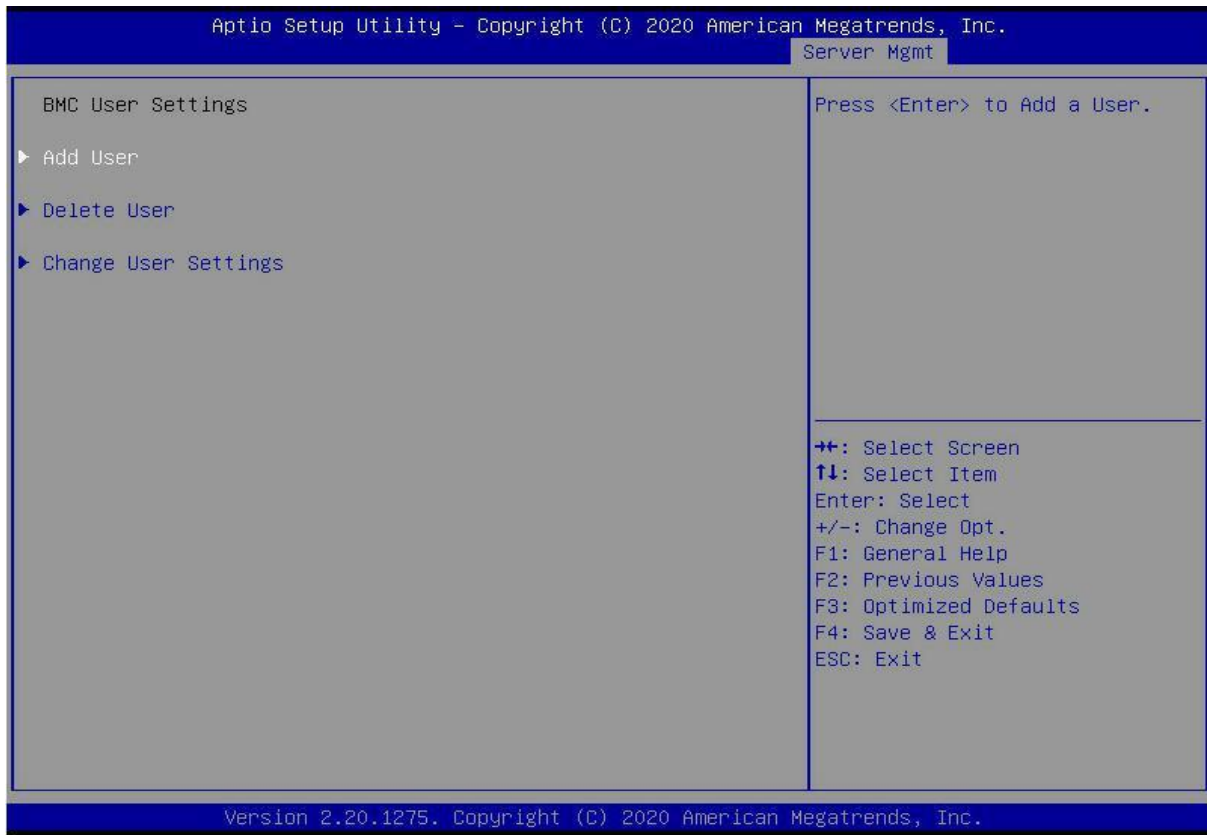 Aptio Setup Utility - Copyright (C) 2020 American Megatrends, Inc.
Server Mgmt
BMC User Settings
▶ Add User
▶ Delete User
▶ Change User Settings
Press <Enter> to Add a User.
→←: Select Screen
↑↓: Select Item
Enter: Select
+/-: Change Opt.
F1: General Help
F2: Previous Values
F3: Optimized Defaults
F4: Save & Exit
ESC: Exit
Version 2.20.1275. Copyright (C) 2020 American Megatrends, Inc.